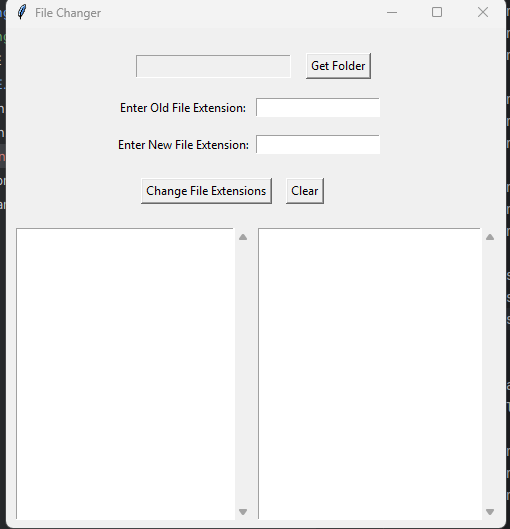 File Changer
Get Folder
Enter Old File Extension:
Enter New File Extension:
Change File Extensions Clear